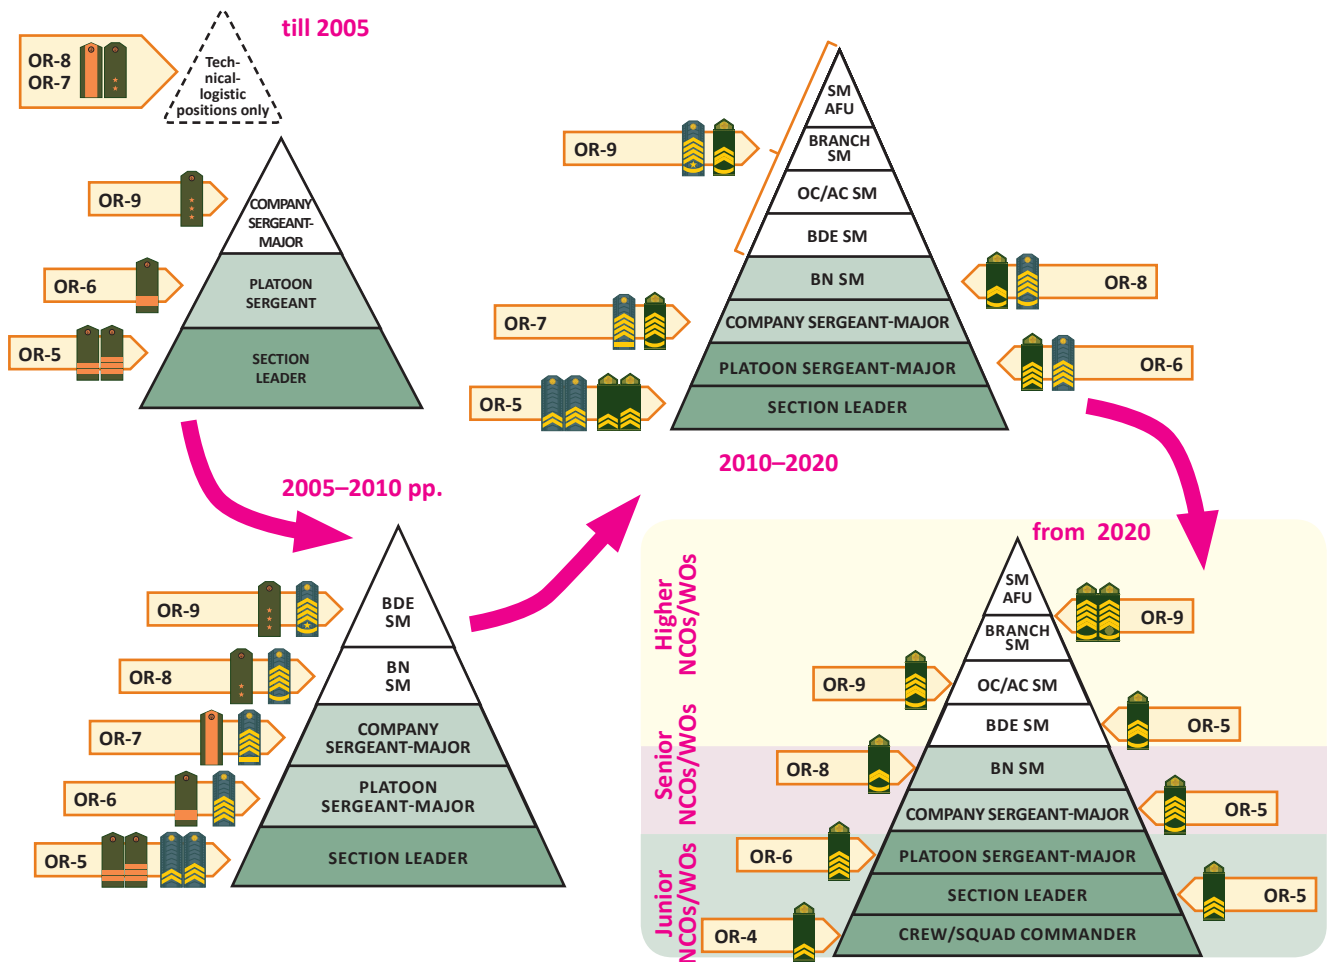 till 2005
OR-8
OR-7
Tech-
nical-
logistic
positions only
OR-9
COMPANY
SERGEANT-
MAJOR
OR-6
PLATOON
SERGEANT
OR-5
SECTION
LEADER
2005–2010 pp.
OR-9
BDE
SM
OR-8
BN
SM
OR-7
COMPANY
SERGEANT-MAJOR
OR-6
PLATOON
SERGEANT-MAJOR
OR-5
SECTION LEADER
SM
AFU
OR-9
BRANCH
SM
OC/AC SM
BDE SM
BN SM
OR-8
OR-7
COMPANY SERGEANT-MAJOR
PLATOON SERGEANT-MAJOR
OR-6
OR-5
SECTION LEADER
2010–2020
from 2020
Higher
NCOs/WOs
SM
AFU
OR-9
BRANCH
SM
OR-9
OC/AC SM
BDE SM
OR-5
Senior
NCOs/WOs
OR-8
BN SM
COMPANY SERGEANT-MAJOR
OR-5
Junior
NCOs/WOs
OR-6
PLATOON SERGEANT-MAJOR
SECTION LEADER
OR-5
OR-4
CREW/SQUAD COMMANDER